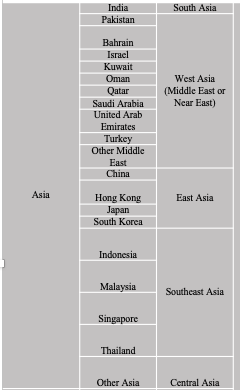 India South Asia
Pakistan
Bahrain
Israel
Kuwait
Oman
Qatar
Saudi Arabia
United Arab
Emirates
Turkey
Other Middle
East
West Asia
(Middle East or
Near East)
China
Hong Kong
Japan
South Korea
East Asia
Asia
Indonesia
Malaysia
Singapore
Thailand
Southeast Asia
Other Asia Central Asia